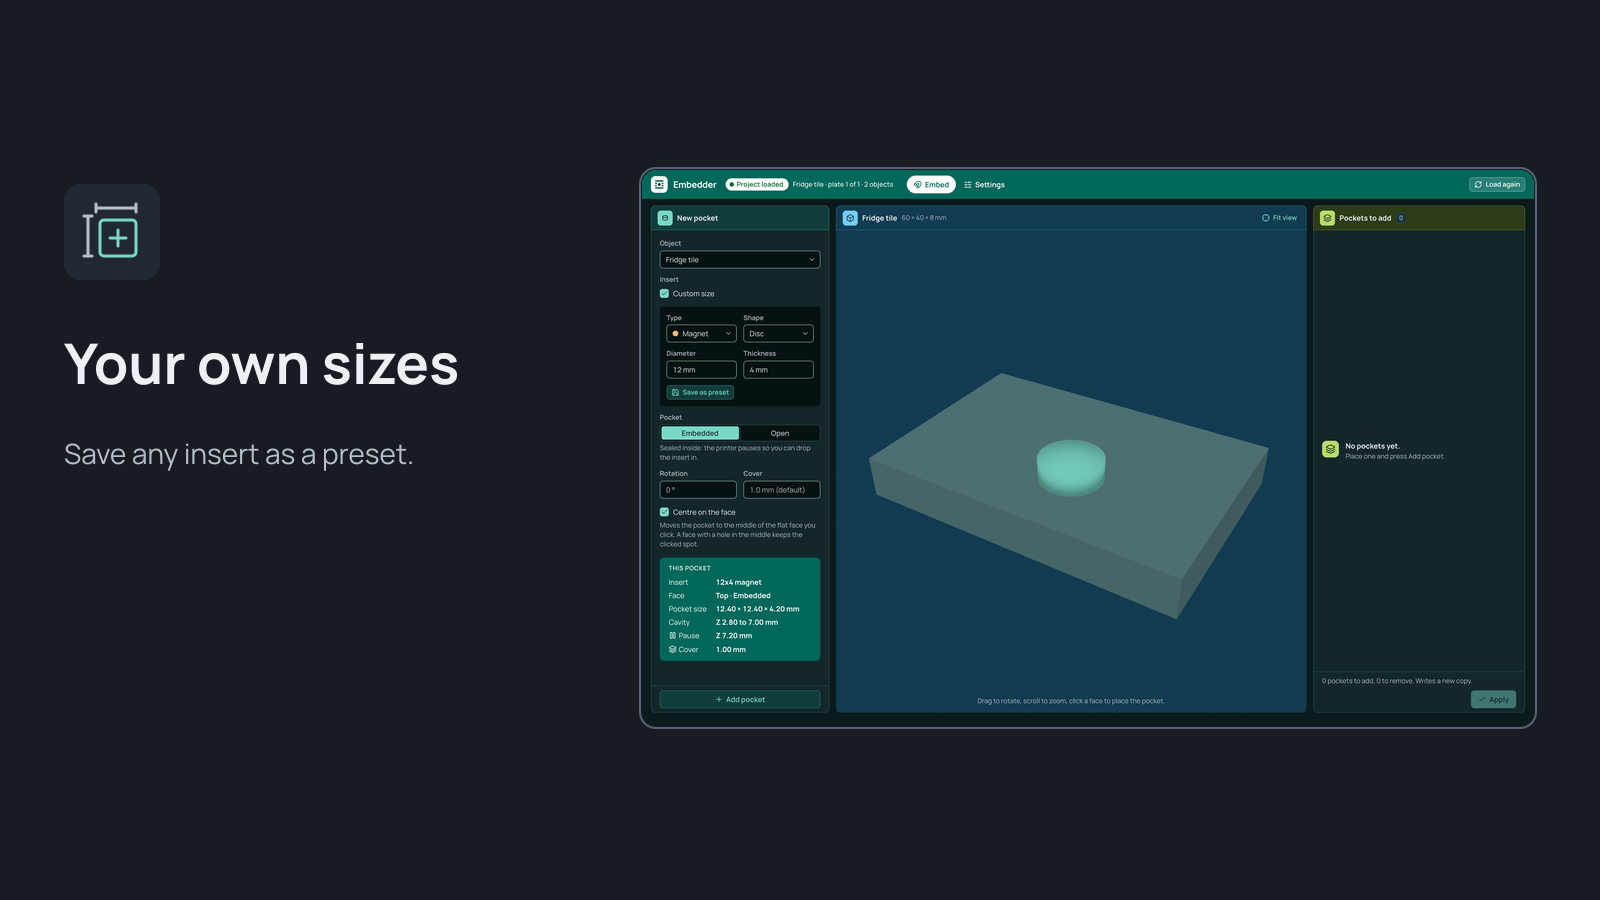 Your own sizes
Save any insert as a preset.
Embedder
Project loaded
Fridge tile · plate 1 of 1 · 2 objects
Embed
Settings
Load again
New pocket
Object
Fridge tile
Insert
Custom size
Type
Shape
Magnet
Disc
Diameter
Thickness
12 mm
4 mm
Save as preset
Pocket
Embedded
Open
Sealed inside: the printer pauses so you can drop
the insert in.
Rotation
Cover
0 °
1.0 mm (default)
Centre on the face
Moves the pocket to the middle of the flat face you
click. A face with a hole in the middle keeps the
clicked spot.
THIS POCKET
Insert 12x4 magnet
Face Top · Embedded
Pocket size 12.40 × 12.40 × 4.20 mm
Cavity Z 2.80 to 7.00 mm
Pause Z 7.20 mm
Cover 1.00 mm
Add pocket
Fridge tile 60 × 40 × 8 mm
Fit view
Drag to rotate, scroll to zoom, click a face to place the pocket.
Pockets to add 0
No pockets yet.
Place one and press Add pocket.
0 pockets to add, 0 to remove. Writes a new copy.
Apply